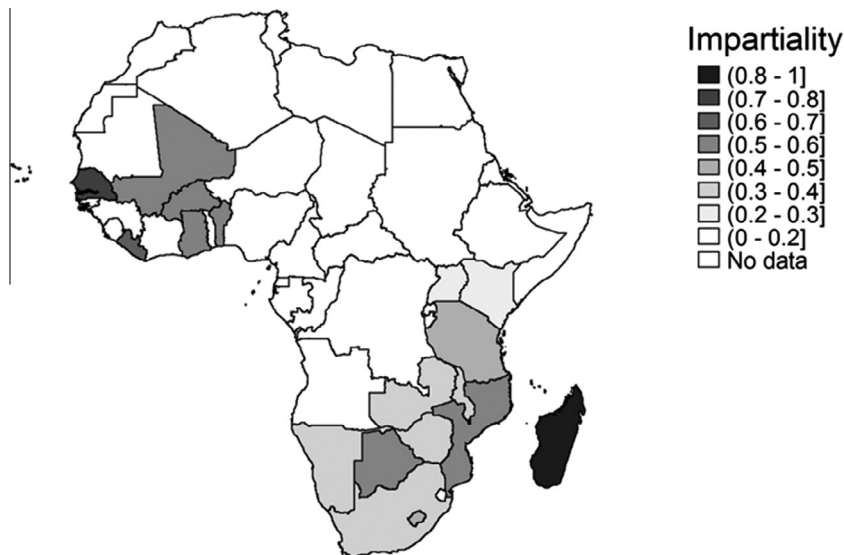 Impartiality
(0.8 - 1]
(0.7 - 0.8]
(0.6 - 0.7]
(0.5 - 0.6]
(0.4 - 0.5]
(0.3 - 0.4]
(0.2 - 0.3]
(0 - 0.2]
No data